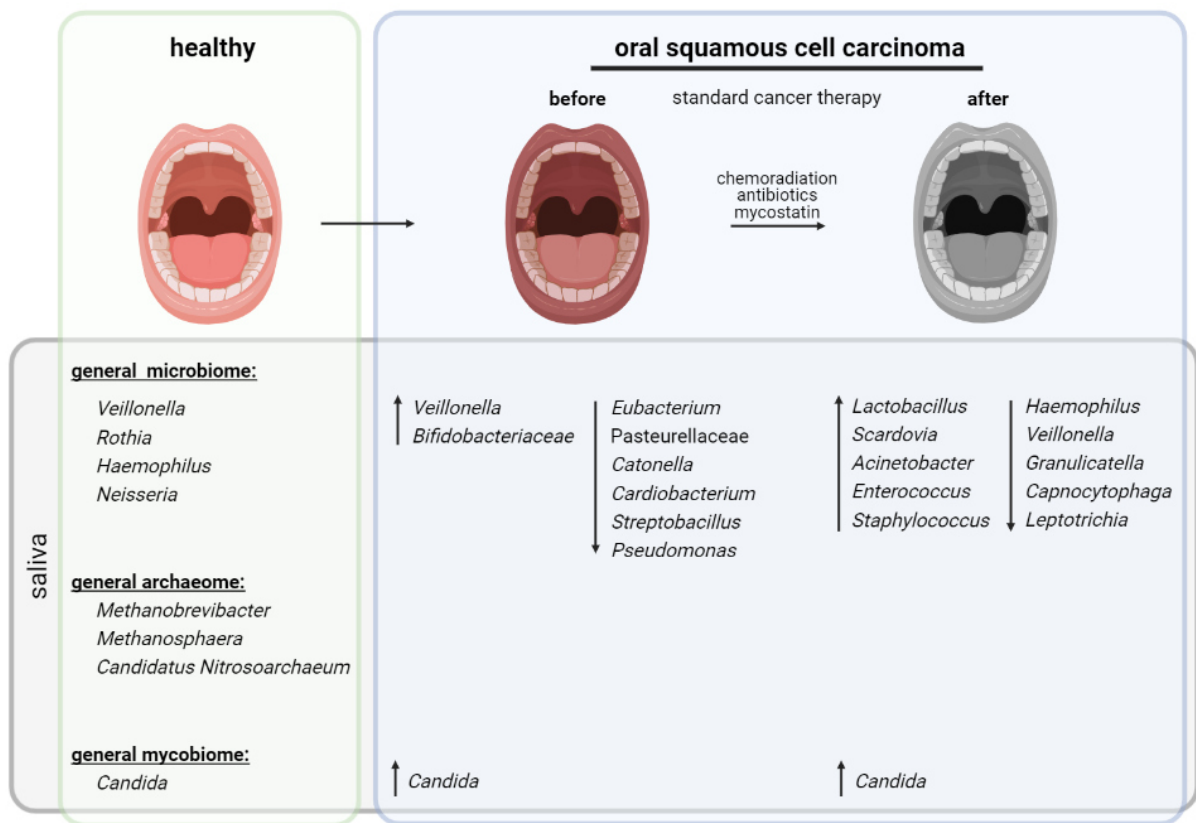 healthy
oral squamous cell carcinoma
before
standard cancer therapy
after
chemoradiation
antibiotics
mycostatin
saliva
general microbiome:
Veillonella
Rothia
Haemophilus
Neisseria
Veillonella
Bifidobacteriaceae
Eubacterium
Pasteurellaceae
Catonella
Cardiobacterium
Streptobacillus
Pseudomonas
Lactobacillus
Scardovia
Acinetobacter
Enterococcus
Staphylococcus
Haemophilus
Veillonella
Granulicatella
Capnocytophaga
Leptotrichia
general archaeome:
Methanobrevibacter
Methanosphaera
Candidatus Nitrosoarchaeum
general mycobiome:
Candida
Candida
Candida